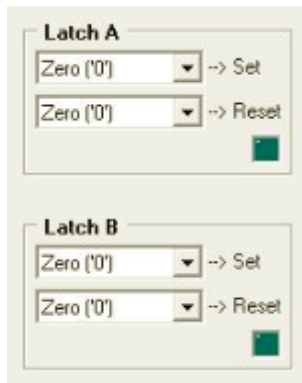 Latch A
Zero ('0') --> Set
Zero ('0') --> Reset
Latch B
Zero ('0') --> Set
Zero ('0') --> Reset